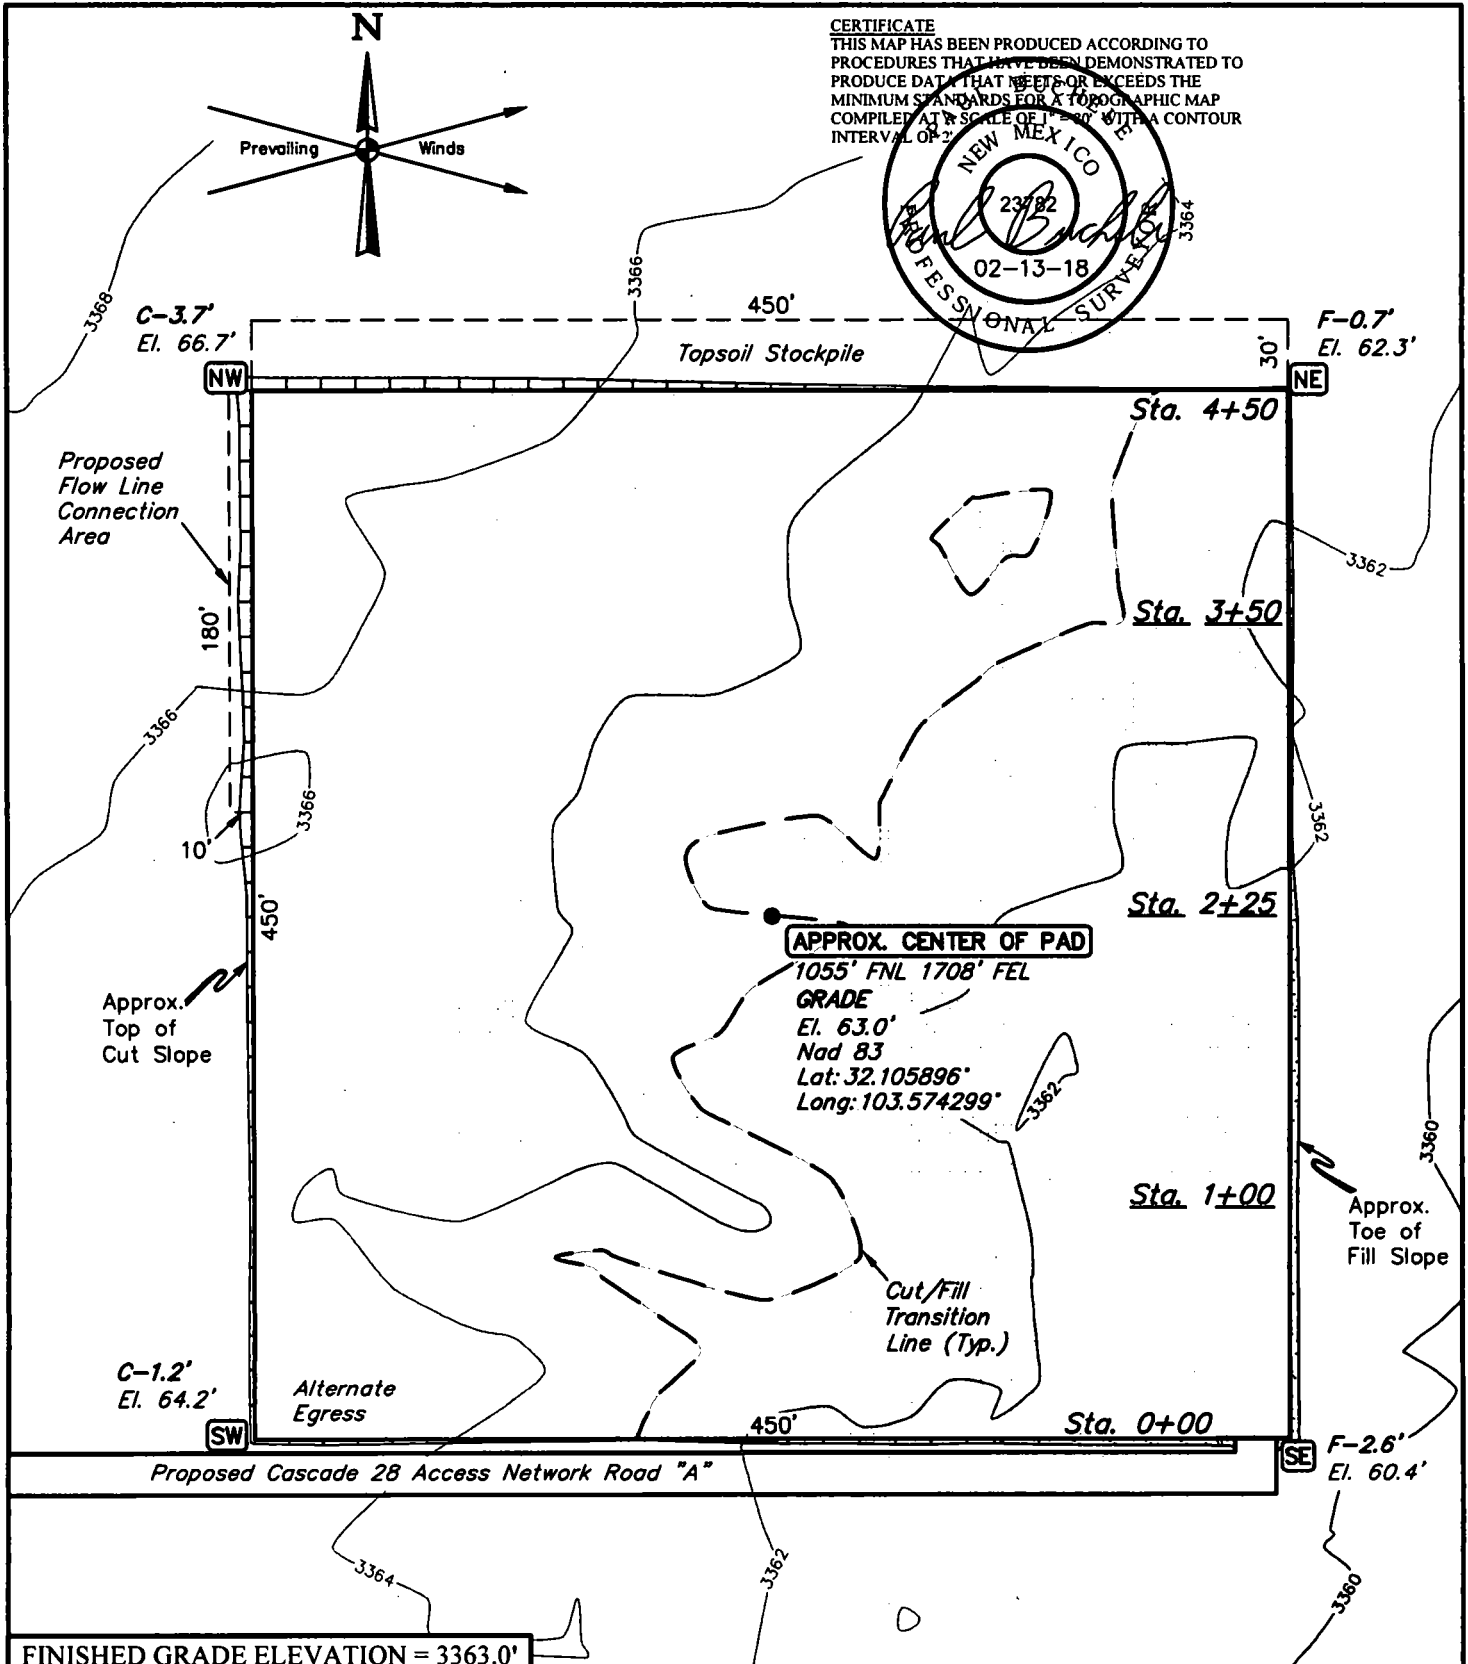 N
Prevailing Winds
CERTIFICATE
THIS MAP HAS BEEN PRODUCED ACCORDING TO
PROCEDURES THAT HAVE BEEN DEMONSTRATED TO
PRODUCE DATA THAT MEETS OR EXCEEDS THE
MINIMUM STANDARDS FOR A TOPOGRAPHIC MAP
COMPILED AT A SCALE OF 1" = WITH A CONTOUR
INTERVAL OF 2'
BUCHELE
NEW MEXICO
23782
02-13-18
PROFESSIONAL SURVEYOR
3364
3366
3368
C-3.7'
El. 66.7'
450'
Topsoil Stockpile
30'
F-0.7'
El. 62.3'
NW
NE
Sta. 4+50
Proposed
Flow Line
Connection
Area
3362
180'
Sta. 3+50
3366
3366
3362
10'
450'
Sta. 2+25
APPROX. CENTER OF PAD
1055' FNL 1708' FEL
GRADE
El. 63.0'
Nad 83
Lat: 32.105896°
Long: 103.574299°
Approx.
Top of
Cut Slope
3362
3360
Sta. 1+00
Approx.
Toe of
Fill Slope
Cut/Fill
Transition
Line (Typ.)
C-1.2'
El. 64.2'
Alternate
Egress
450'
Sta. 0+00
SW
SE
F-2.6'
El. 60.4'
Proposed Cascade 28 Access Network Road "A"
3364
3362
3360
FINISHED GRADE ELEVATION = 3363.0'